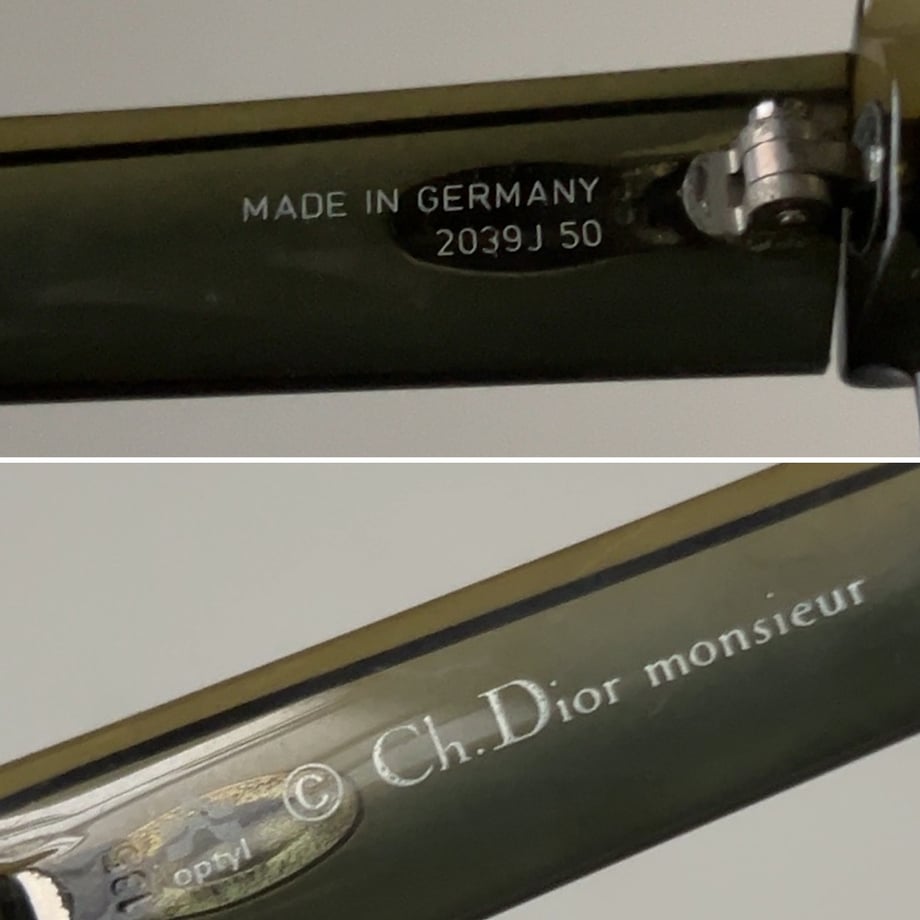 MADE IN GERMANY
2039J 50
© Ch.Dior monsieur
optyl
135